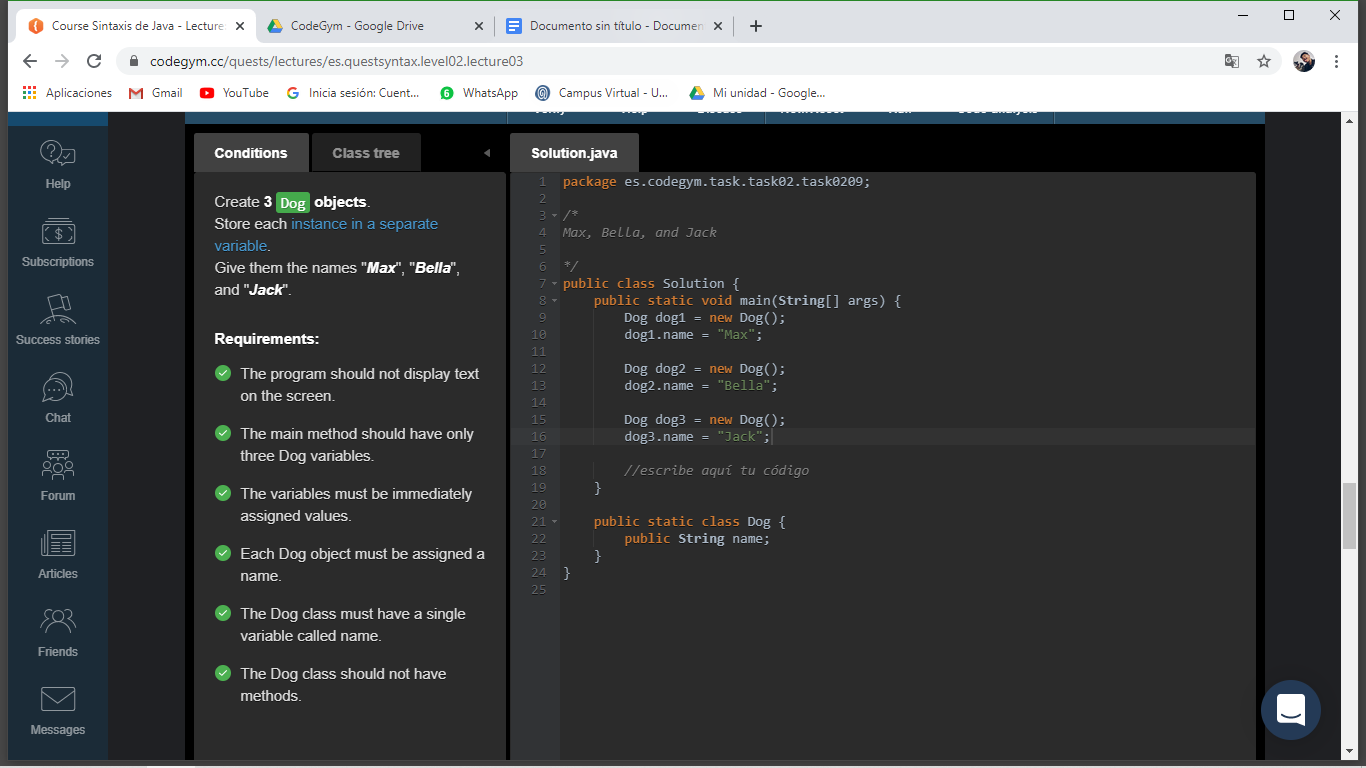 Course Sintaxis de Java - Lecture
CodeGym - Google Drive
Documento sin título - Documen
codegym.cc/quests/lectures/es.questsyntax.level02.lecture03
Aplicaciones
Gmail
YouTube
Inicia sesión: Cuent...
WhatsApp
Campus Virtual - U...
Mi unidad - Google...
Help
Subscriptions
Success stories
Chat
Forum
Articles
Friends
Messages
Conditions
Class tree
Create 3 Dog objects.
Store each instance in a separate
variable.
Give them the names "Max", "Bella",
and "Jack".
Requirements:
The program should not display text
on the screen.
The main method should have only
three Dog variables.
The variables must be immediately
assigned values.
Each Dog object must be assigned a
name.
The Dog class must have a single
variable called name.
The Dog class should not have
methods.
Solution.java
1 package es.codegym.task.task02.task0209;
2
3 /*
4 Max, Bella, and Jack
5
6 */
7 public class Solution {
8 public static void main(String[] args) {
9 Dog dog1 = new Dog();
10 dog1.name = "Max";
11
12 Dog dog2 = new Dog();
13 dog2.name = "Bella";
14
15 Dog dog3 = new Dog();
16 dog3.name = "Jack";
17
18 //escribe aquí tu código
19 }
20
21 public static class Dog {
22 public String name;
23 }
24 }
25